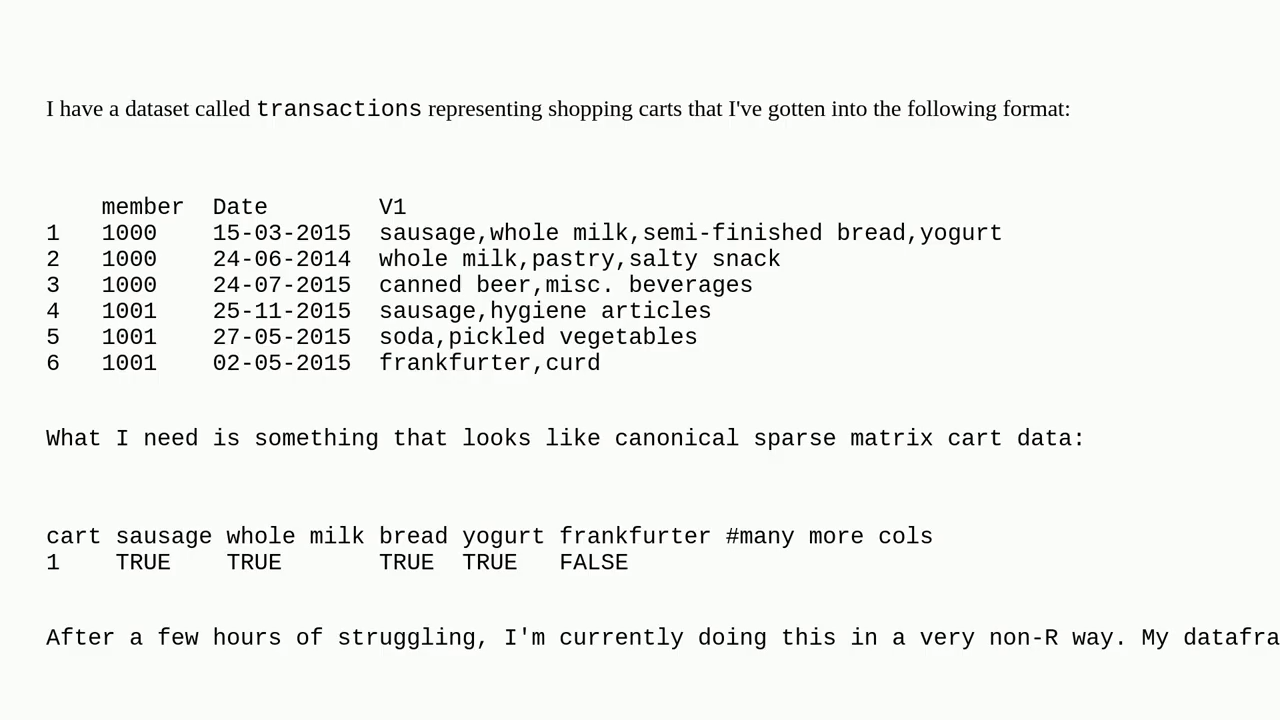 I have a dataset called transactions representing shopping carts that I've gotten into the following format:
member Date V1
1 1000 15-03-2015 sausage,whole milk,semi-finished bread,yogurt
2 1000 24-06-2014 whole milk,pastry,salty snack
3 1000 24-07-2015 canned beer,misc. beverages
4 1001 25-11-2015 sausage,hygiene articles
5 1001 27-05-2015 soda,pickled vegetables
6 1001 02-05-2015 frankfurter,curd
What I need is something that looks like canonical sparse matrix cart data:
cart sausage whole milk bread yogurt frankfurter #many more cols
1 TRUE TRUE TRUE TRUE FALSE
After a few hours of struggling, I'm currently doing this in a very non-R way. My datafra